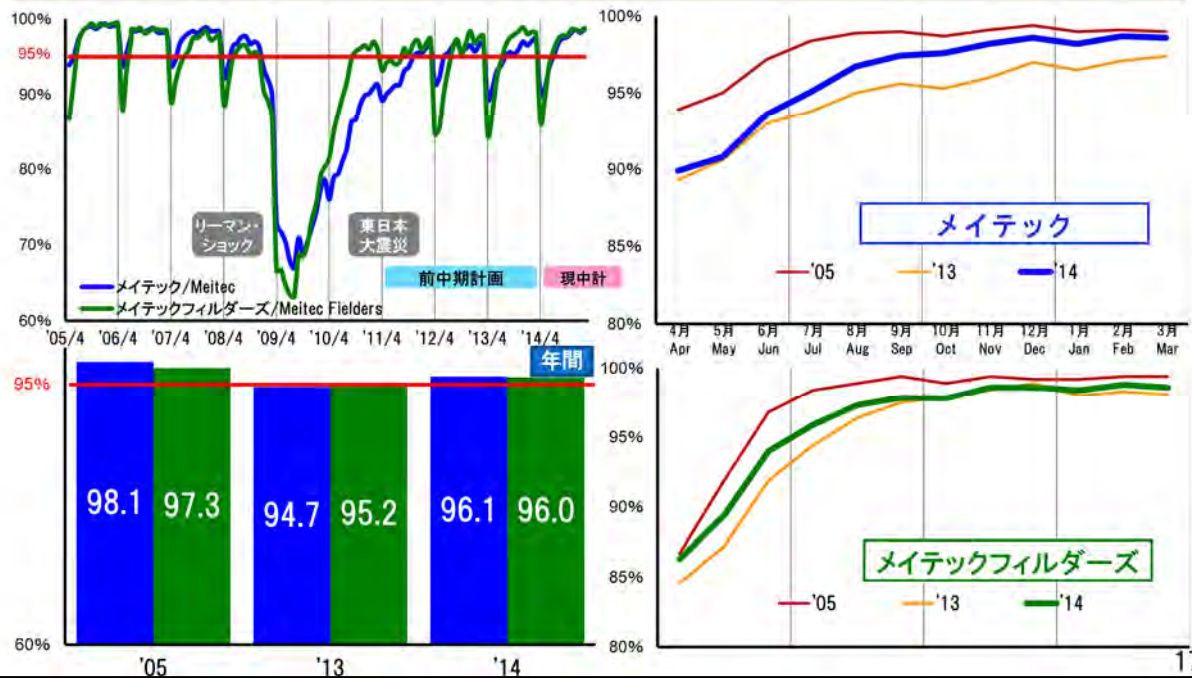 100%
95%
90%
80%
70%
60%
リーマン・
ショック
東日本
大震災
前中期計画
現中計
メイテック/Meitec
メイテックフィルダーズ/Meitec Fielders
'05/4 '06/4 '07/4 '08/4 '09/4 '10/4 '11/4 '12/4 '13/4 '14/4
100%
95%
90%
85%
80%
メイテック
'05 '13 '14
4月 5月 6月 7月 8月 9月 10月 11月 12月 1月 2月 3月
Apr May Jun Jul Aug Sep Oct Nov Dec Jan Feb Mar
年間
95%
60%
98.1 97.3 94.7 95.2 96.1 96.0
'05 '13 '14
100%
95%
90%
85%
80%
メイテックフィルダーズ
'05 '13 '14